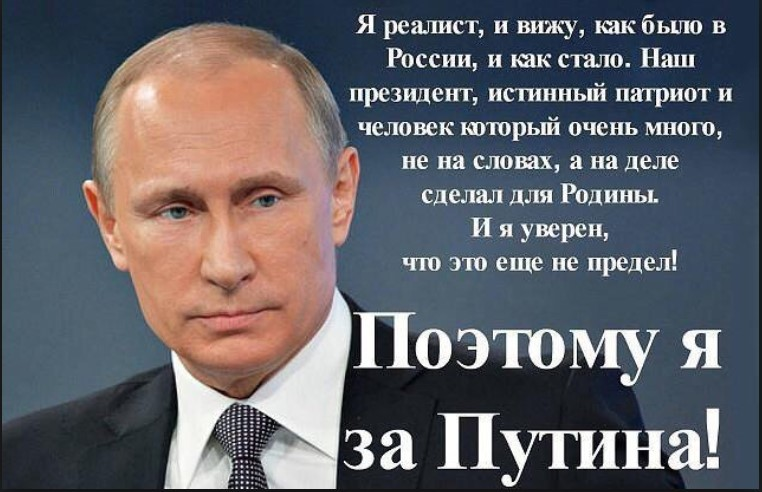 Я реалист, и вижу, как было в
России, и как стало. Наш
президент, истинный патриот и
человек который очень много,
не на словах, а на деле
сделал для Родины.
И я уверен,
что это еще не предел!
Поэтому я
за Путина!